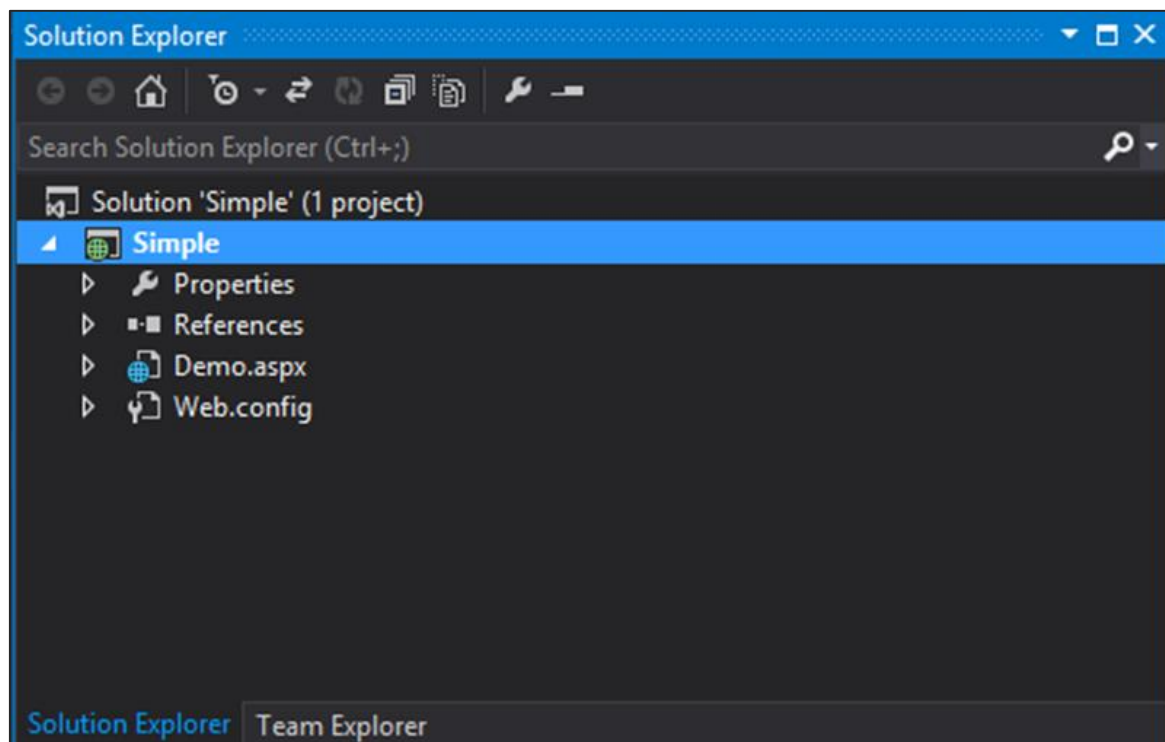 Solution Explorer
Search Solution Explorer (Ctrl+;)
Solution 'Simple' (1 project)
Simple
Properties
References
Demo.aspx
Web.config
Solution Explorer Team Explorer